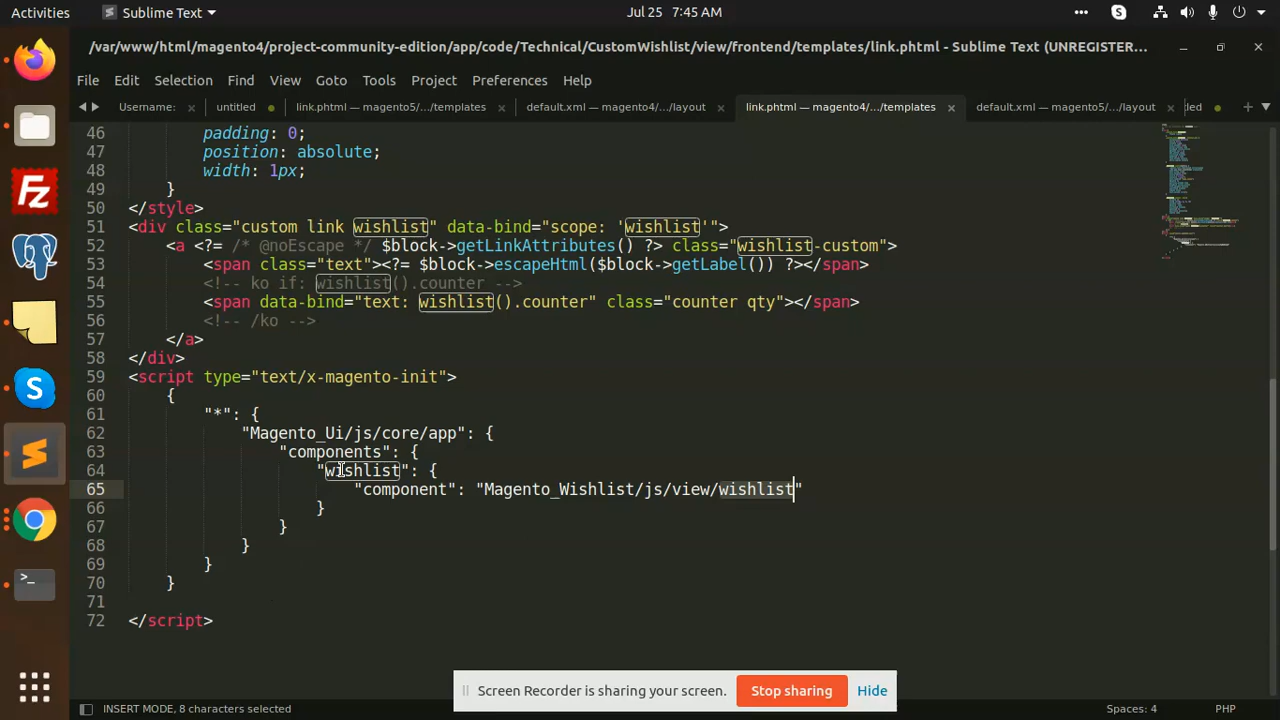 Activities Sublime Text Jul 25 7:45 AM
/var/www/html/magento4/project-community-edition/app/code/Technical/CustomWishlist/view/frontend/templates/link.phtml - Sublime Text (UNREGISTER...
File Edit Selection Find View Goto Tools Project Preferences Help
Username: untitled link.phtml — magento5/.../templates default.xml — magento4/.../layout link.phtml — magento4/.../templates default.xml — magento5/.../layout tled
46 padding: 0;
47 position: absolute;
48 width: 1px;
49 }
50 </style>
51 <div class="custom link wishlist" data-bind="scope: 'wishlist'">
52 <a <?= /* @noEscape */ $block->getLinkAttributes() ?> class="wishlist-custom">
53 <span class="text"><?= $block->escapeHtml($block->getLabel()) ?></span>
54 <!-- ko if: wishlist().counter -->
55 <span data-bind="text: wishlist().counter" class="counter qty"></span>
56 <!-- /ko -->
57 </a>
58 </div>
59 <script type="text/x-magento-init">
60 {
61 "*": {
62 "Magento_Ui/js/core/app": {
63 "components": {
64 "wishlist": {
65 "component": "Magento_Wishlist/js/view/wishlist"
66 }
67 }
68 }
69 }
70 }
71
72 </script>
Screen Recorder is sharing your screen. Stop sharing Hide
INSERT MODE, 8 characters selected Spaces: 4 PHP